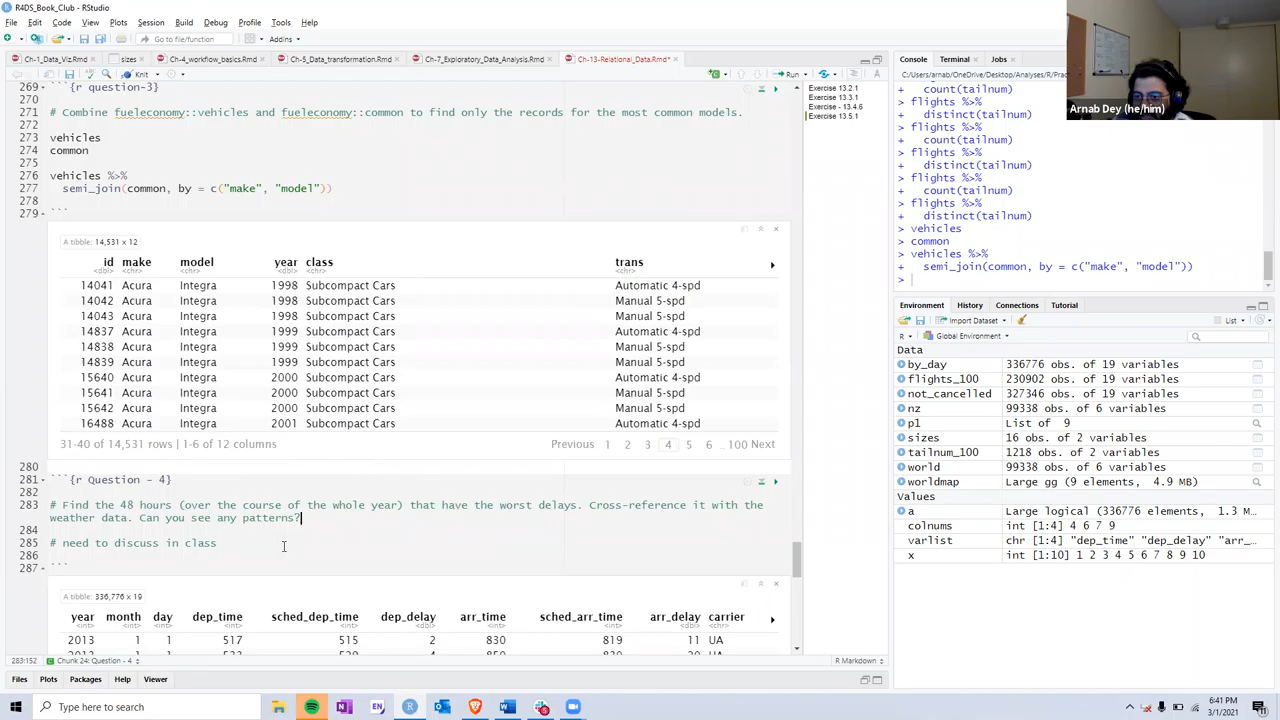 R4DS_Book_Club - RStudio
File Edit Code View Plots Session Build Debug Profile Tools Help
Go to file/function Addins
Ch-1_Data_Viz.Rmd sizes Ch-4_workflow_basics.Rmd Ch-5_Data_transformation.Rmd Ch-7_Exploratory_Data_Analysis.Rmd Ch-13-Relational_Data.Rmd*
Knit Run
269 ```{r question-3}
270
271 # Combine fueleconomy::vehicles and fueleconomy::common to find only the records for the most common models.
272
273 vehicles
274 common
275
276 vehicles %>%
277 semi_join(common, by = c("make", "model"))
278
279 ```
Exercise 13.2.1
Exercise 13.3.1
- 13.4.6
Exercise 13.5.1
A tibble: 14,531 x 12
id make model year class trans
<dbl> <chr> <chr> <dbl> <chr> <chr>
14041 Acura Integra 1998 Subcompact Cars Automatic 4-spd
14042 Acura Integra 1998 Subcompact Cars Manual 5-spd
14043 Acura Integra 1998 Subcompact Cars Manual 5-spd
14837 Acura Integra 1999 Subcompact Cars Automatic 4-spd
14838 Acura Integra 1999 Subcompact Cars Manual 5-spd
14839 Acura Integra 1999 Subcompact Cars Manual 5-spd
15640 Acura Integra 2000 Subcompact Cars Automatic 4-spd
15641 Acura Integra 2000 Subcompact Cars Manual 5-spd
15642 Acura Integra 2000 Subcompact Cars Manual 5-spd
16488 Acura Integra 2001 Subcompact Cars Automatic 4-spd
31-40 of 14,531 rows | 1-6 of 12 columns Previous 1 2 3 4 5 6 ... 100 Next
280
281 ```{r Question - 4}
282
283 # Find the 48 hours (over the course of the whole year) that have the worst delays. Cross-reference it with the
weather data. Can you see any patterns?
284
285 # need to discuss in class
286
287 ```
A tibble: 336,776 x 19
year month day dep_time sched_dep_time dep_delay arr_time sched_arr_time arr_delay carrier
<int> <int> <int> <int> <int> <dbl> <int> <int> <dbl> <chr>
2013 1 1 517 515 2 830 819 11 UA
283:152 Chunk 24: Question - 4 R Markdown
Files Plots Packages Help Viewer
Console Terminal Jobs
C:/Users/arnab/OneDrive/Desktop/Analyses/R/Prac
+ count(tailnum)
> flights %>%
+ distinct(tailnum)
> flights %>%
+ count(tailnum)
> flights %>%
+ distinct(tailnum)
> flights %>%
+ count(tailnum)
> flights %>%
+ distinct(tailnum)
> vehicles
> common
> vehicles %>%
+ semi_join(common, by = c("make", "model"))
>
Arnab Dey (he/him)
Environment History Connections Tutorial
Import Dataset List
R Global Environment
Data
by_day 336776 obs. of 19 variables
flights_100 230902 obs. of 19 variables
not_cancelled 327346 obs. of 19 variables
nz 99338 obs. of 6 variables
p1 List of 9
sizes 16 obs. of 2 variables
tailnum_100 1218 obs. of 2 variables
world 99338 obs. of 6 variables
worldmap Large gg (9 elements, 4.9 MB)
Values
a Large logical (336776 elements, 1.3 M…
colnums int [1:4] 4 6 7 9
varlist chr [1:4] "dep_time" "dep_delay" "arr_…
x int [1:10] 1 2 3 4 5 6 7 8 9 10
Type here to search
EN
6:41 PM
3/1/2021